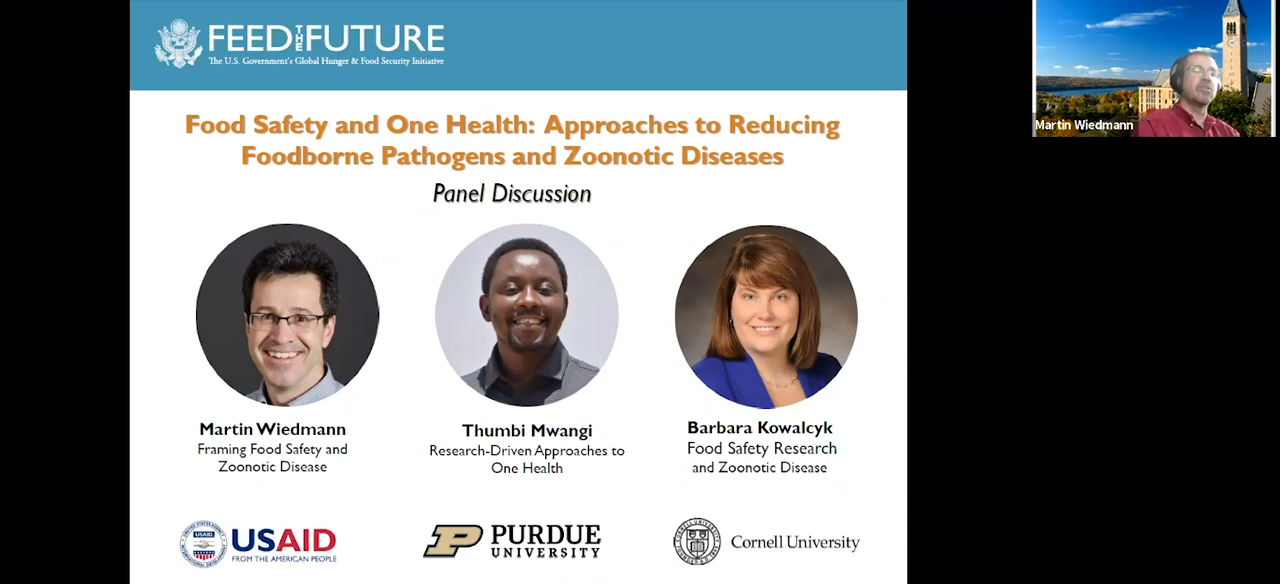 FEED THE FUTURE
The U.S. Government's Global Hunger & Food Security Initiative
Martin Wiedmann
Food Safety and One Health: Approaches to Reducing
Foodborne Pathogens and Zoonotic Diseases
Panel Discussion
Martin Wiedmann
Framing Food Safety and
Zoonotic Disease
Thumbi Mwangi
Research-Driven Approaches to
One Health
Barbara Kowalcyk
Food Safety Research
and Zoonotic Disease
USAID
USAID
FROM THE AMERICAN PEOPLE
PURDUE
UNIVERSITY
Cornell University